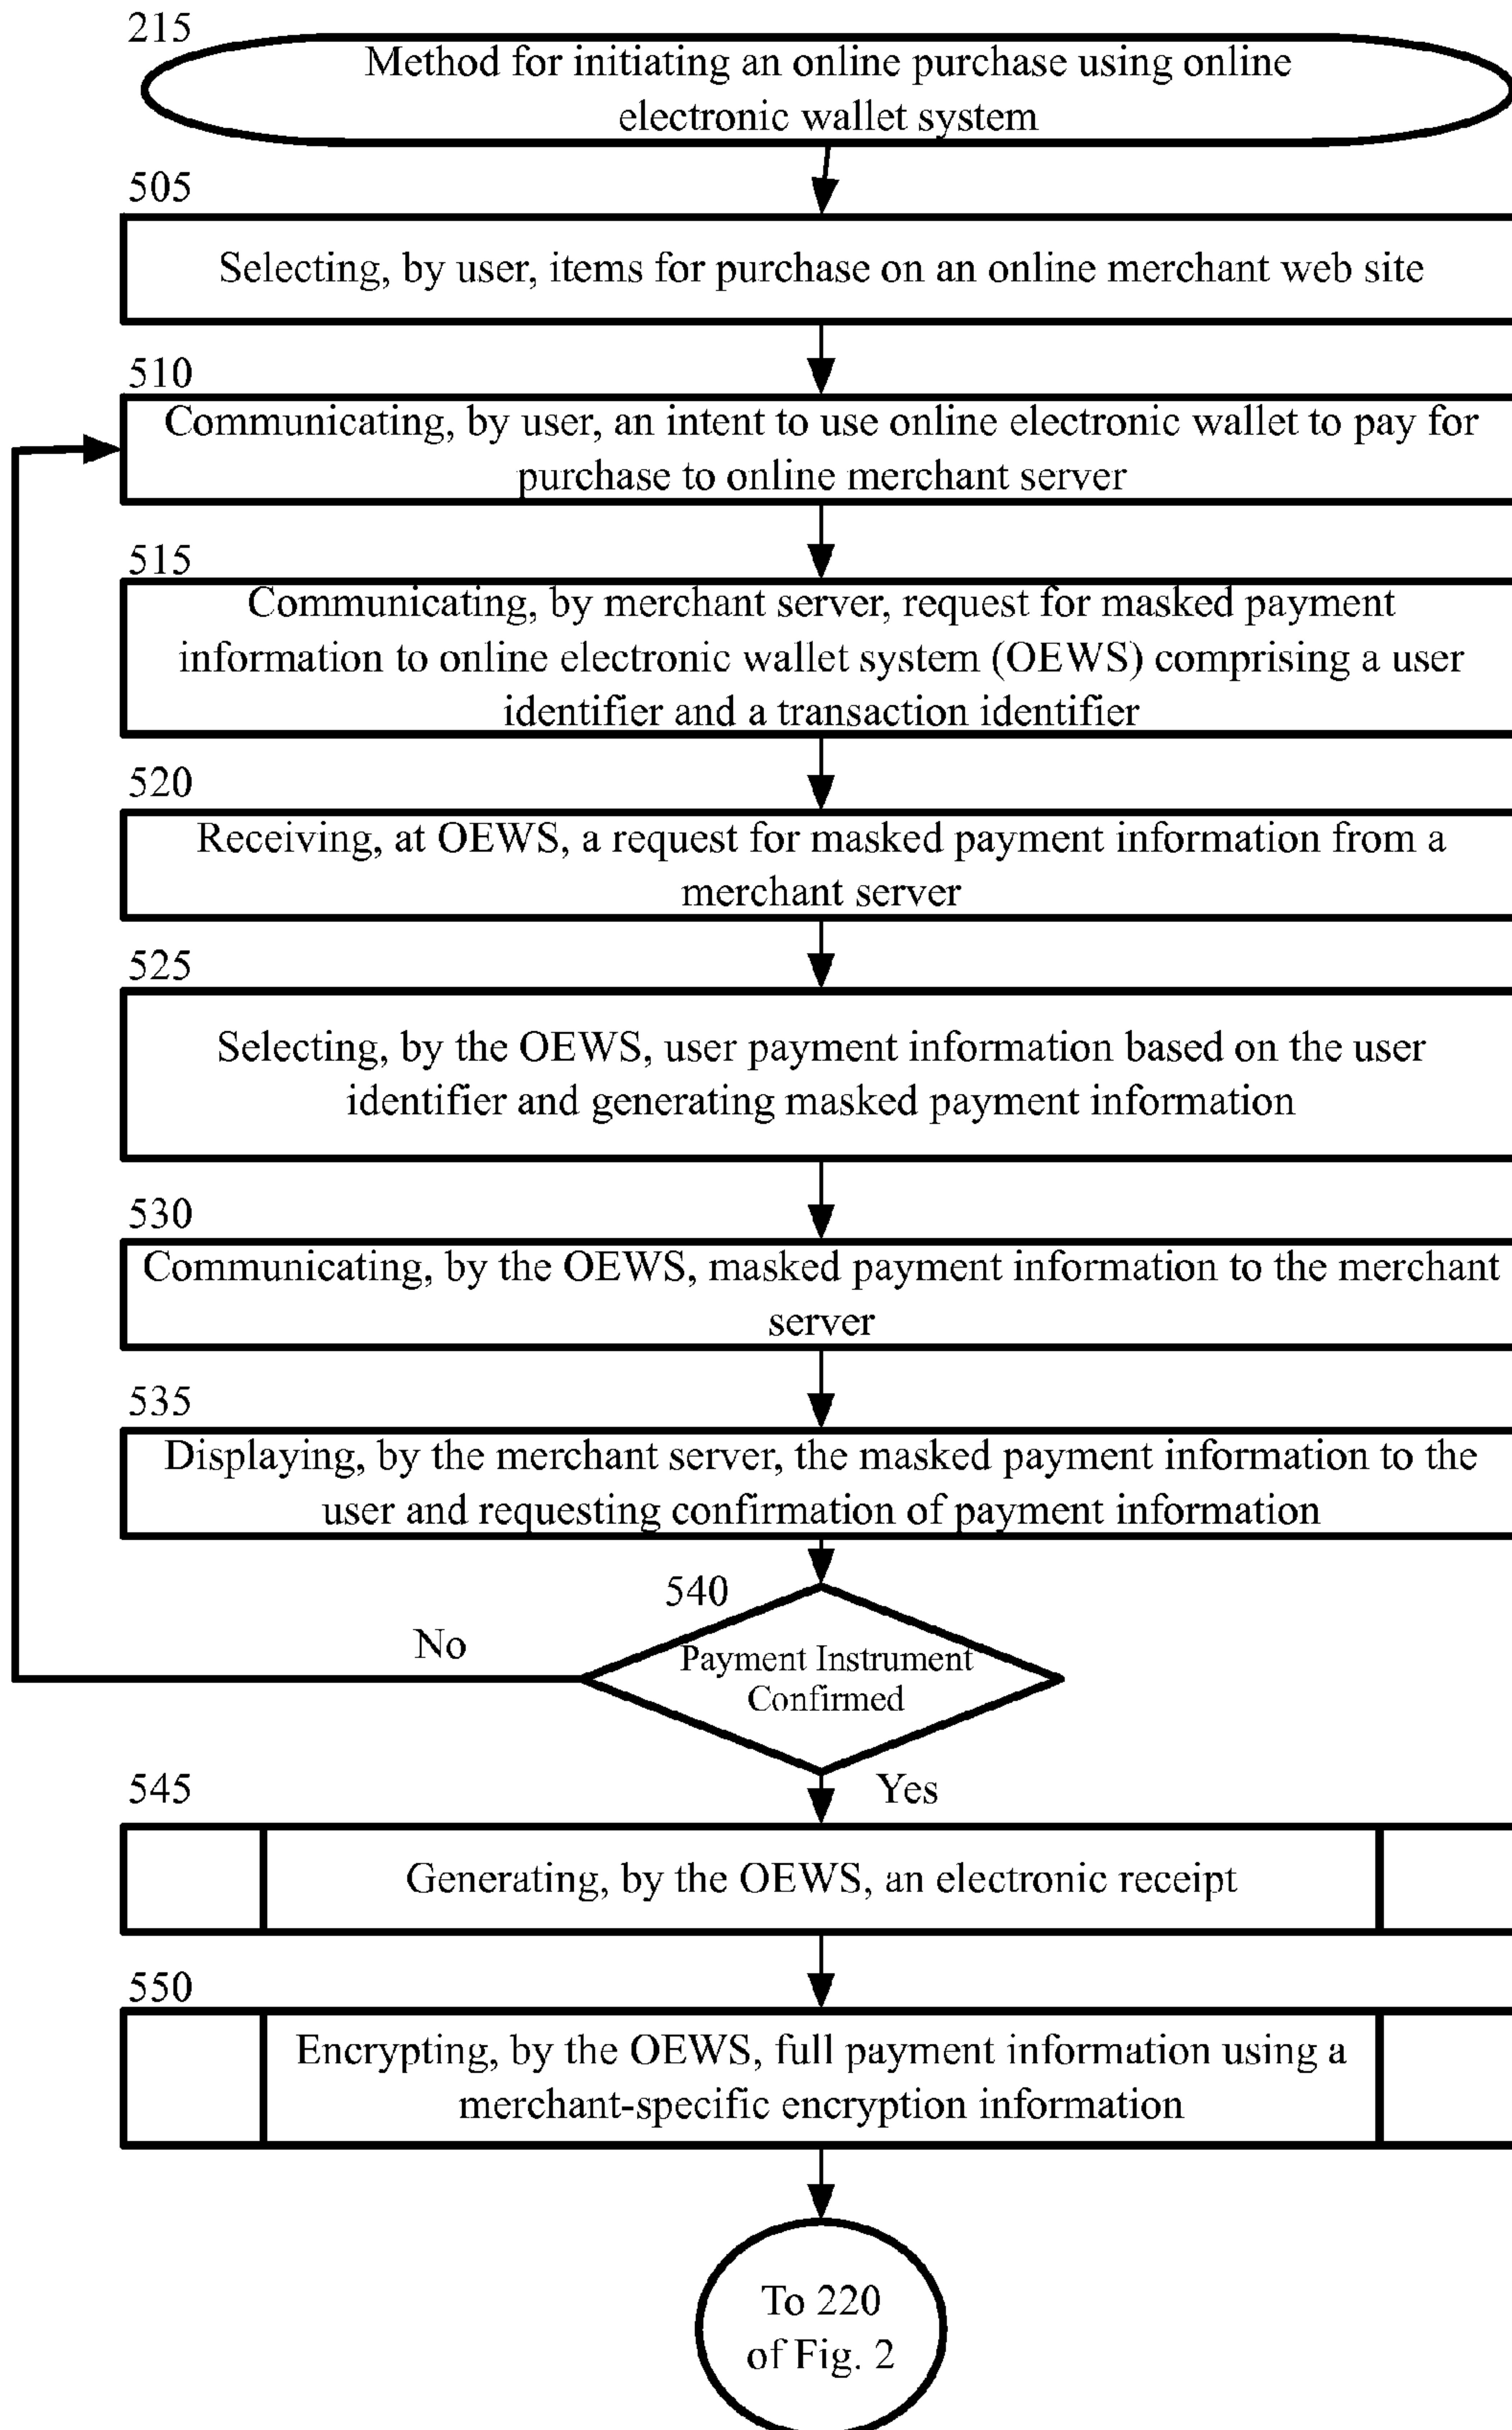 215
Method for initiating an online purchase using online
electronic wallet system
505
Selecting, by user, items for purchase on an online merchant web site
510
Communicating, by user, an intent to use online electronic wallet to pay for
purchase to online merchant server
515
Communicating, by merchant server, request for masked payment
information to online electronic wallet system (OEWS) comprising a user
identifier and a transaction identifier
520
Receiving, at OEWS, a request for masked payment information from a
merchant server
525
Selecting, by the OEWS, user payment information based on the user
identifier and generating masked payment information
530
Communicating, by the OEWS, masked payment information to the merchant
server
535
Displaying, by the merchant server, the masked payment information to the
user and requesting confirmation of payment information
540
No
Payment Instrument
Confirmed
545
Yes
Generating, by the OEWS, an electronic receipt
550
Encrypting, by the OEWS, full payment information using a
merchant-specific encryption information
To 220
of Fig. 2